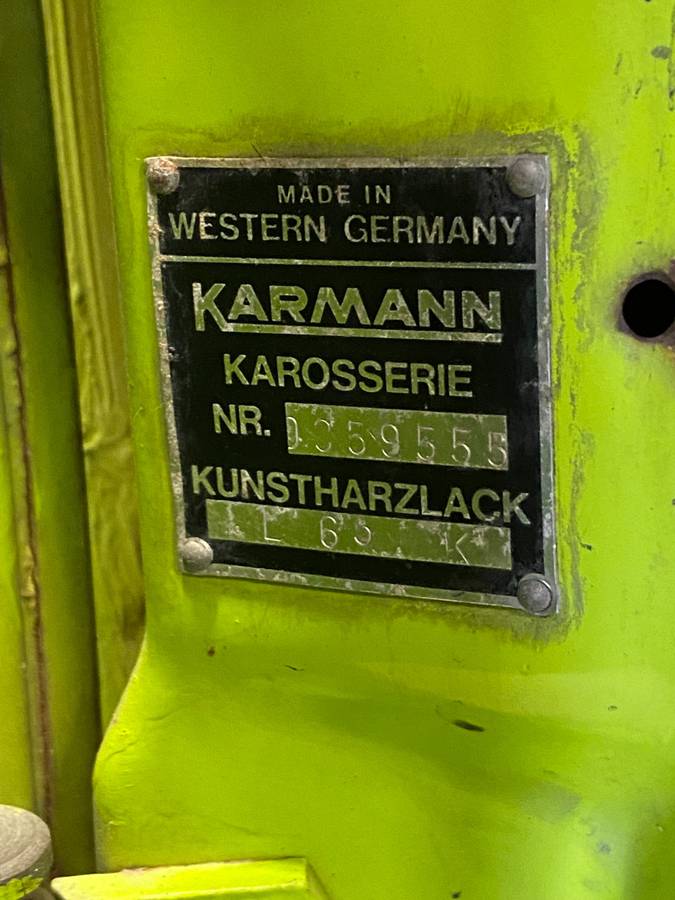 MADE IN
WESTERN GERMANY
KARMANN
KAROSSERIE
NR.
KUNSTHARZLACK
K